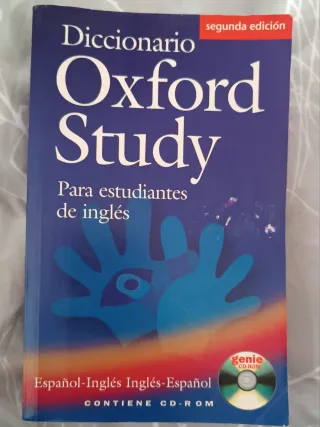 segunda edición
Diccionario
Oxford
Study
Para estudiantes
de inglés
genie
CD-ROM
Español-Inglés Inglés-Español
CONTIENE CD-ROM